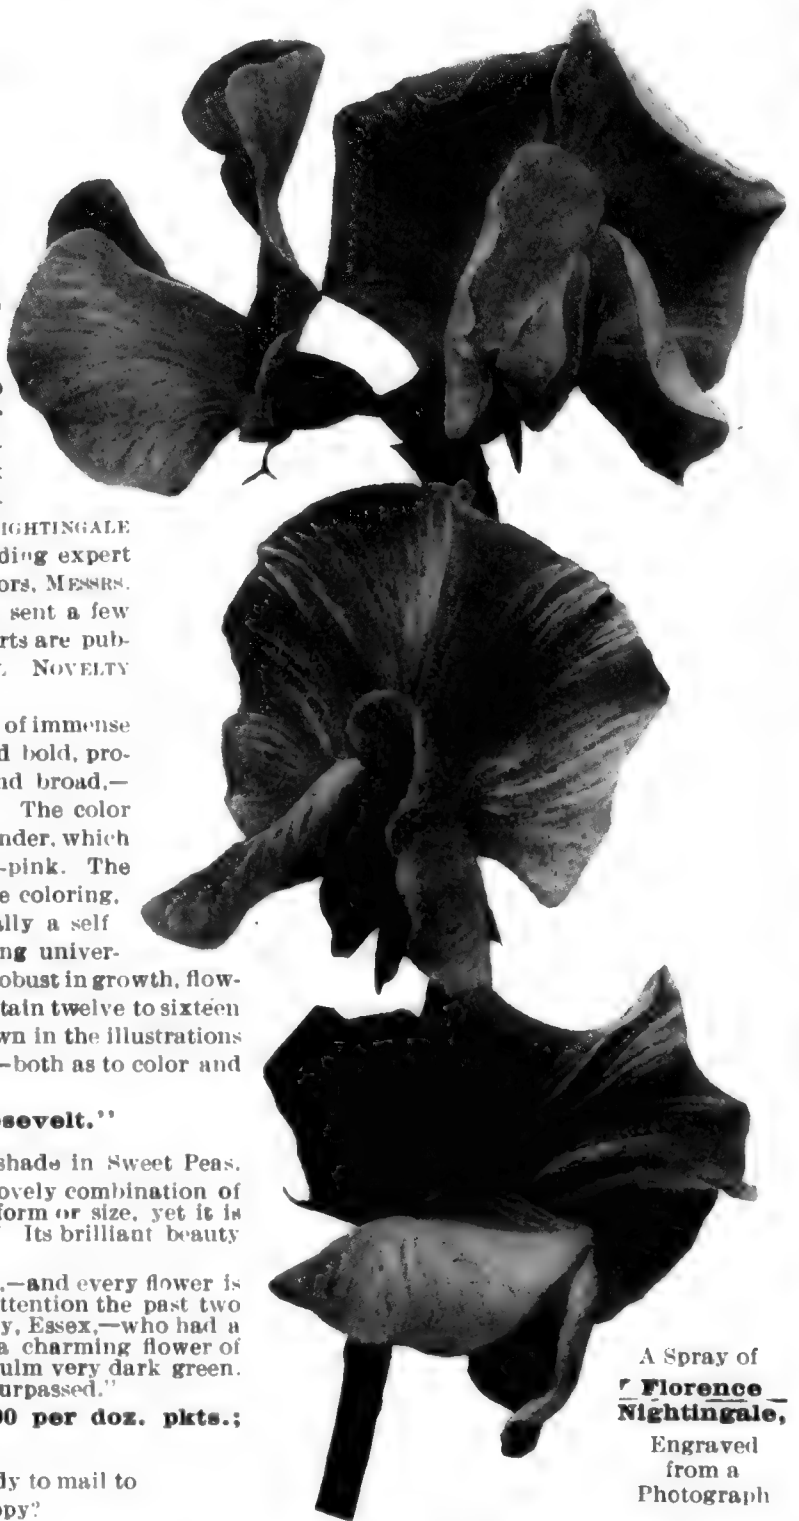 IGHTINGALE
ding expert
ors, MESSRS.
sent a few
rts are pub-
NOVELTY
of immense
d bold, pro-
nd broad,—
The color
nder, which
-pink. The
e coloring,
ally a self
ng univer-
obust in growth, flow-
tain twelve to sixteen
wn in the illustrations
—both as to color and
sevelt."
shade in Sweet Peas.
ovely combination of
form or size, yet it is
Its brilliant beauty
,—and every flower is
ttention the past two
y, Essex,—who had a
a charming flower of
ulm very dark green.
urpassed."
00 per doz. pkts.;
dy to mail to
opy?
A Spray of
Florence
Nightingale,
Engraved
from a
Photograph